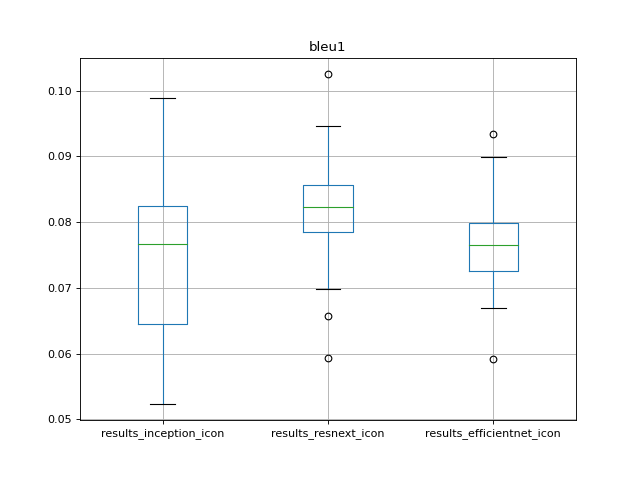 bleu1
0.10
0.09
0.08
0.07
0.06
0.05
results_inception_icon
results_resnext_icon
results_efficientnet_icon